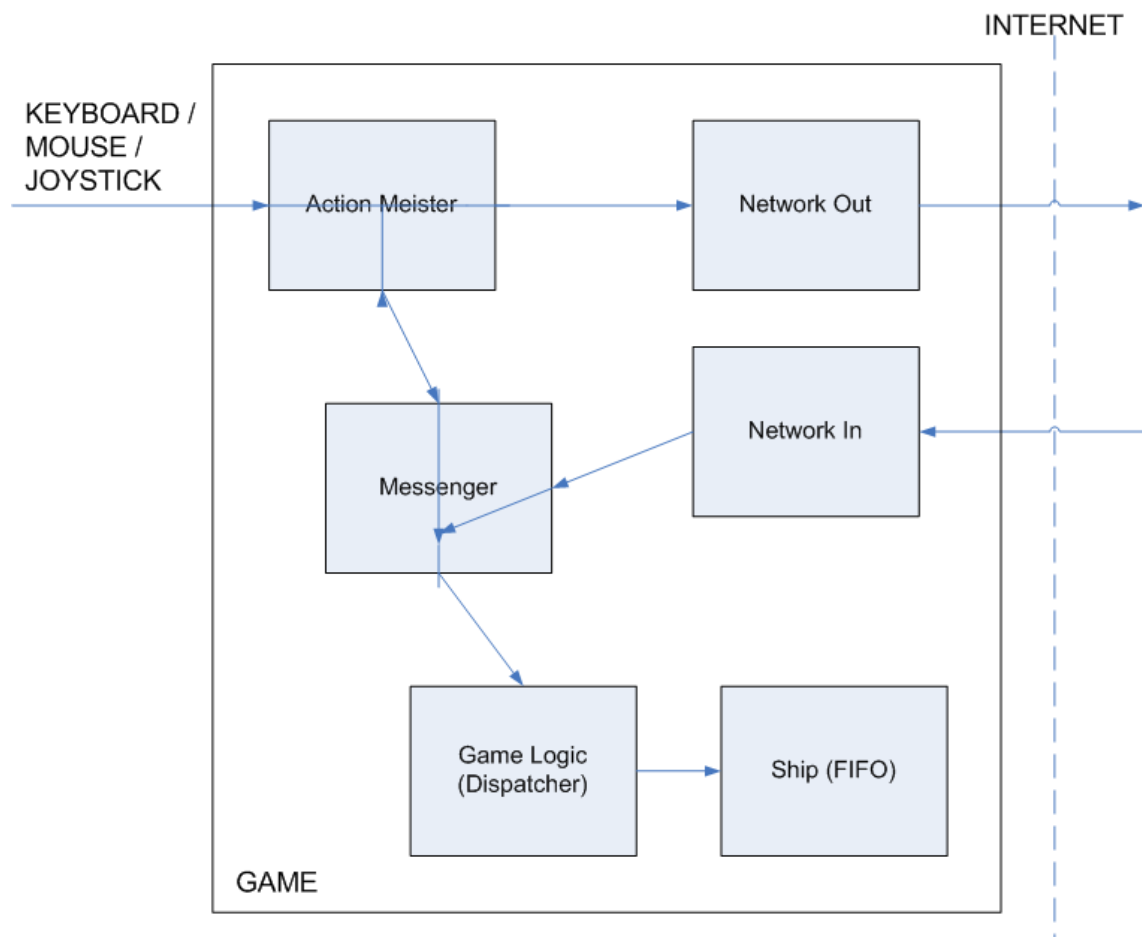 INTERNET
KEYBOARD /
MOUSE /
JOYSTICK
Action Meister
Network Out
Network In
Messenger
Game Logic
(Dispatcher)
Ship (FIFO)
GAME